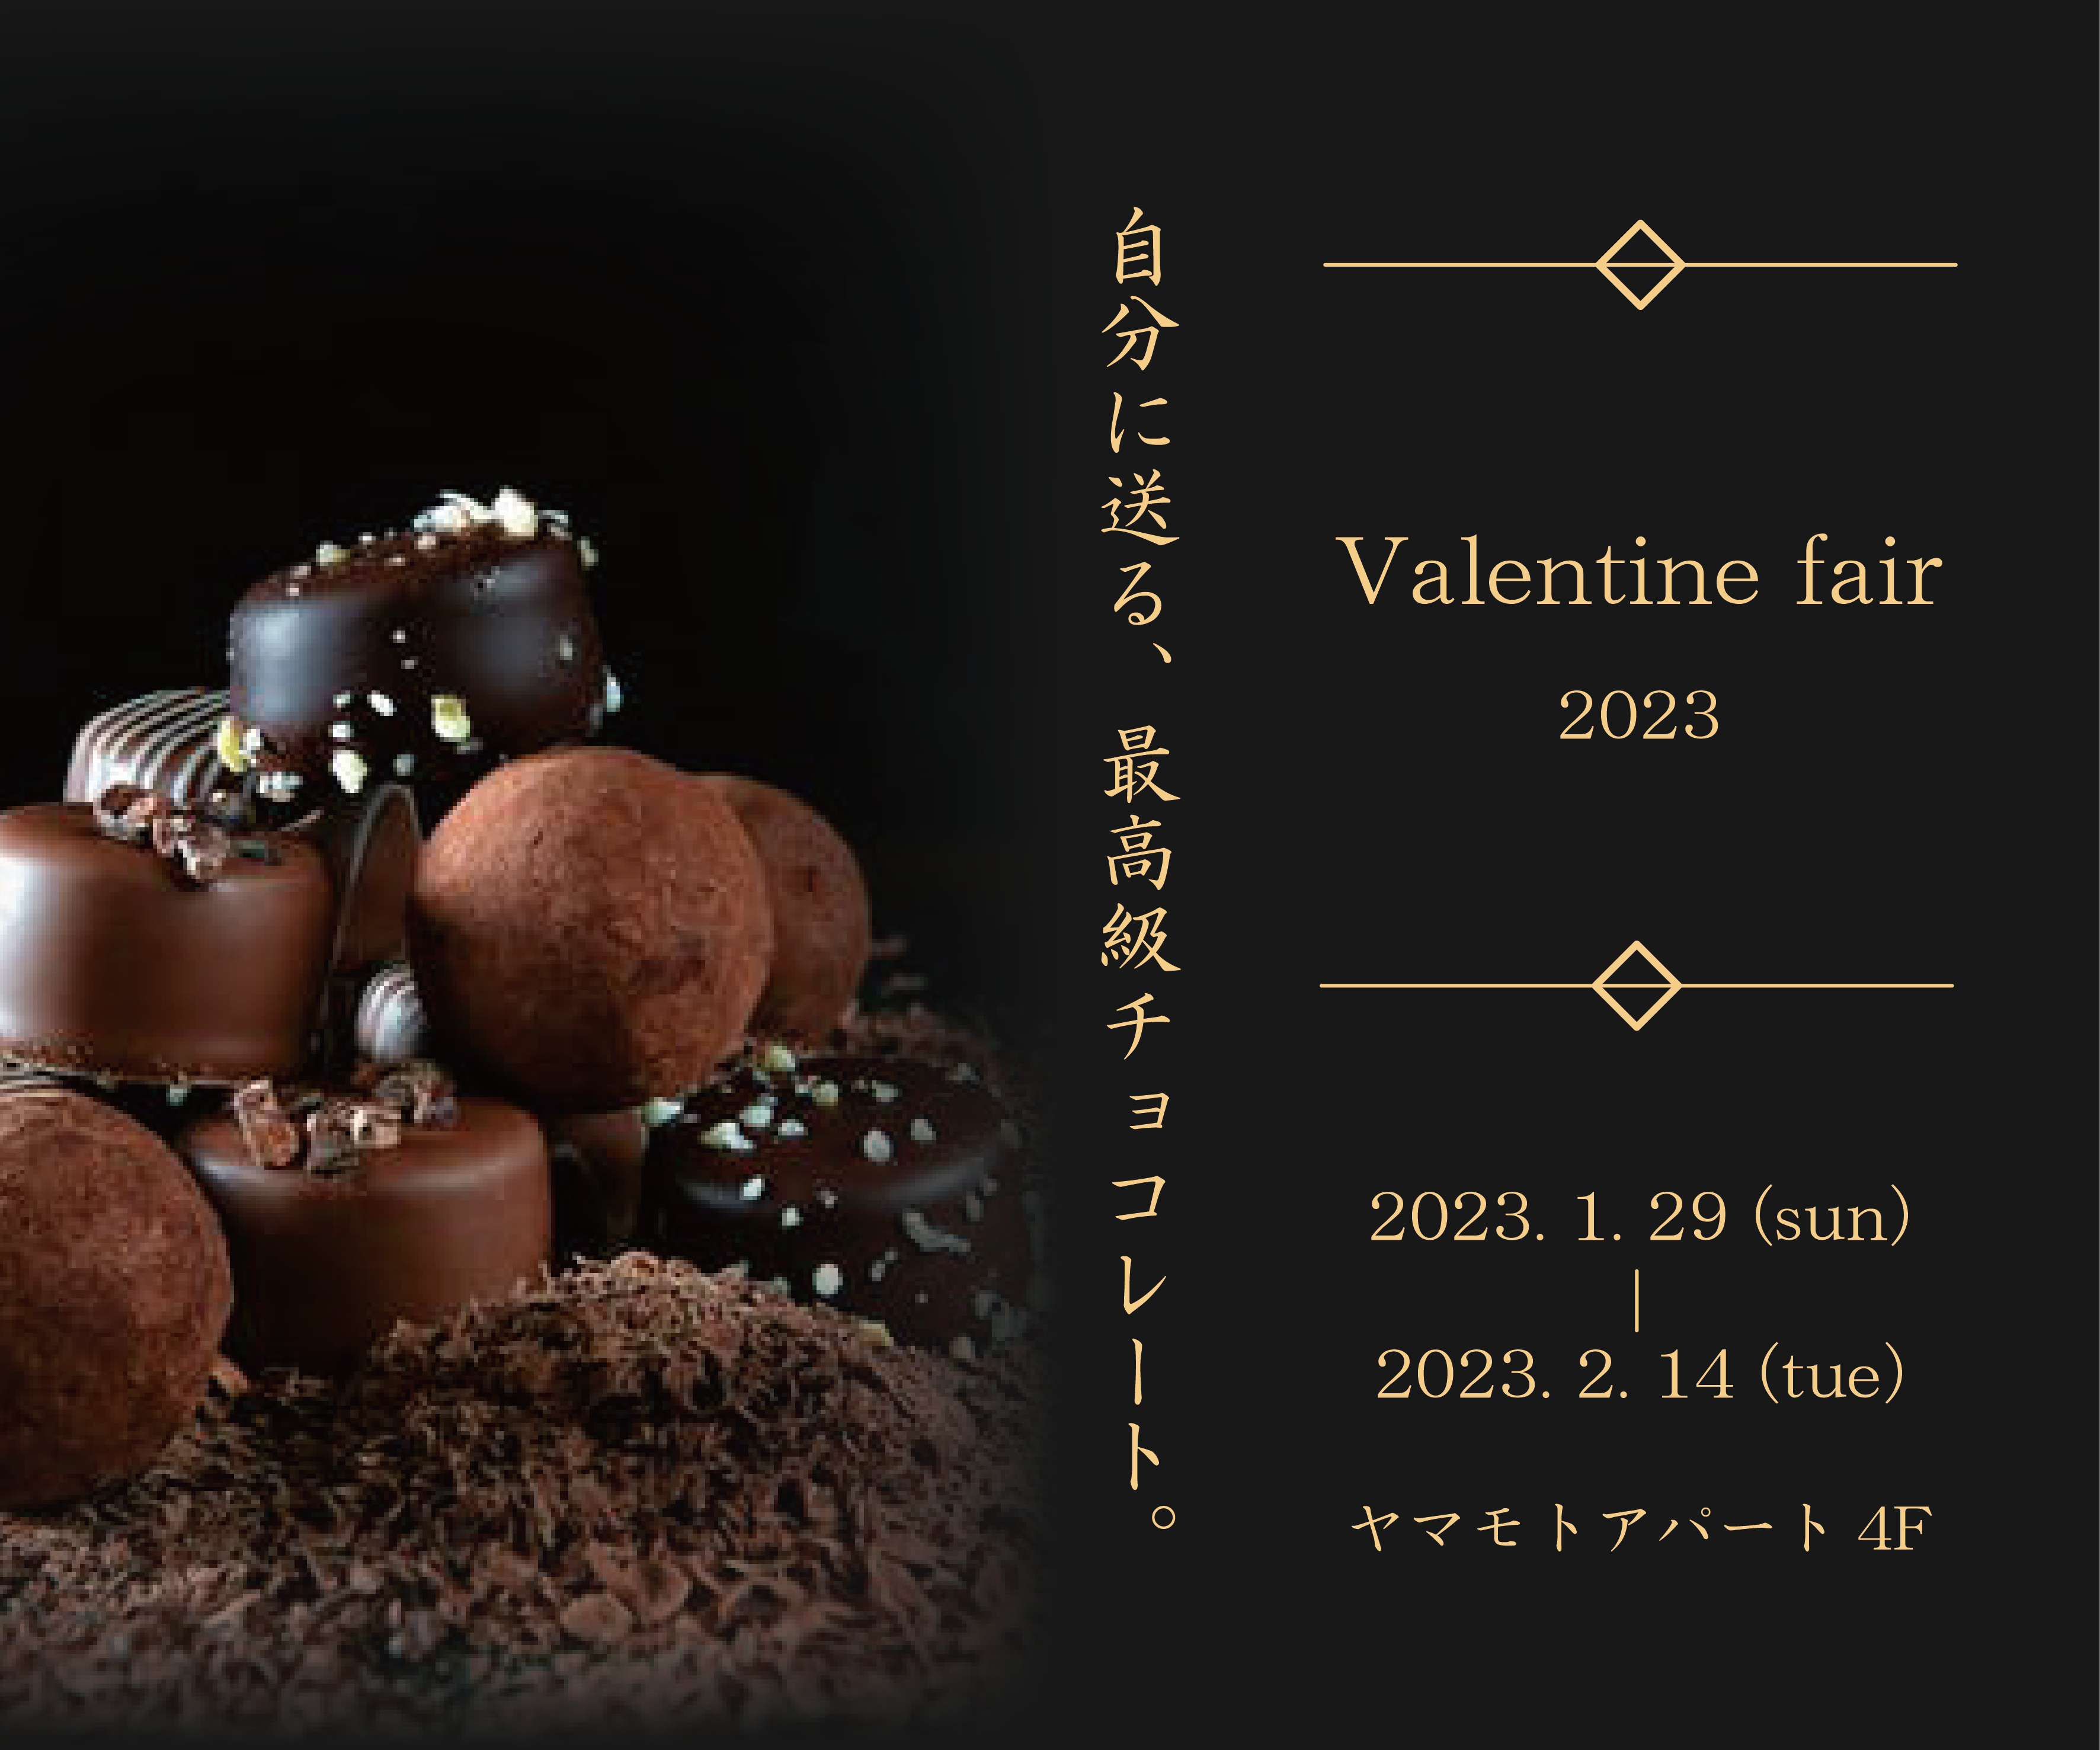 自分に送る、最高級チョコレート。
Valentine fair
2023
2023. 1. 29 (sun)
|
2023. 2. 14 (tue)
ヤマモトアパート 4F